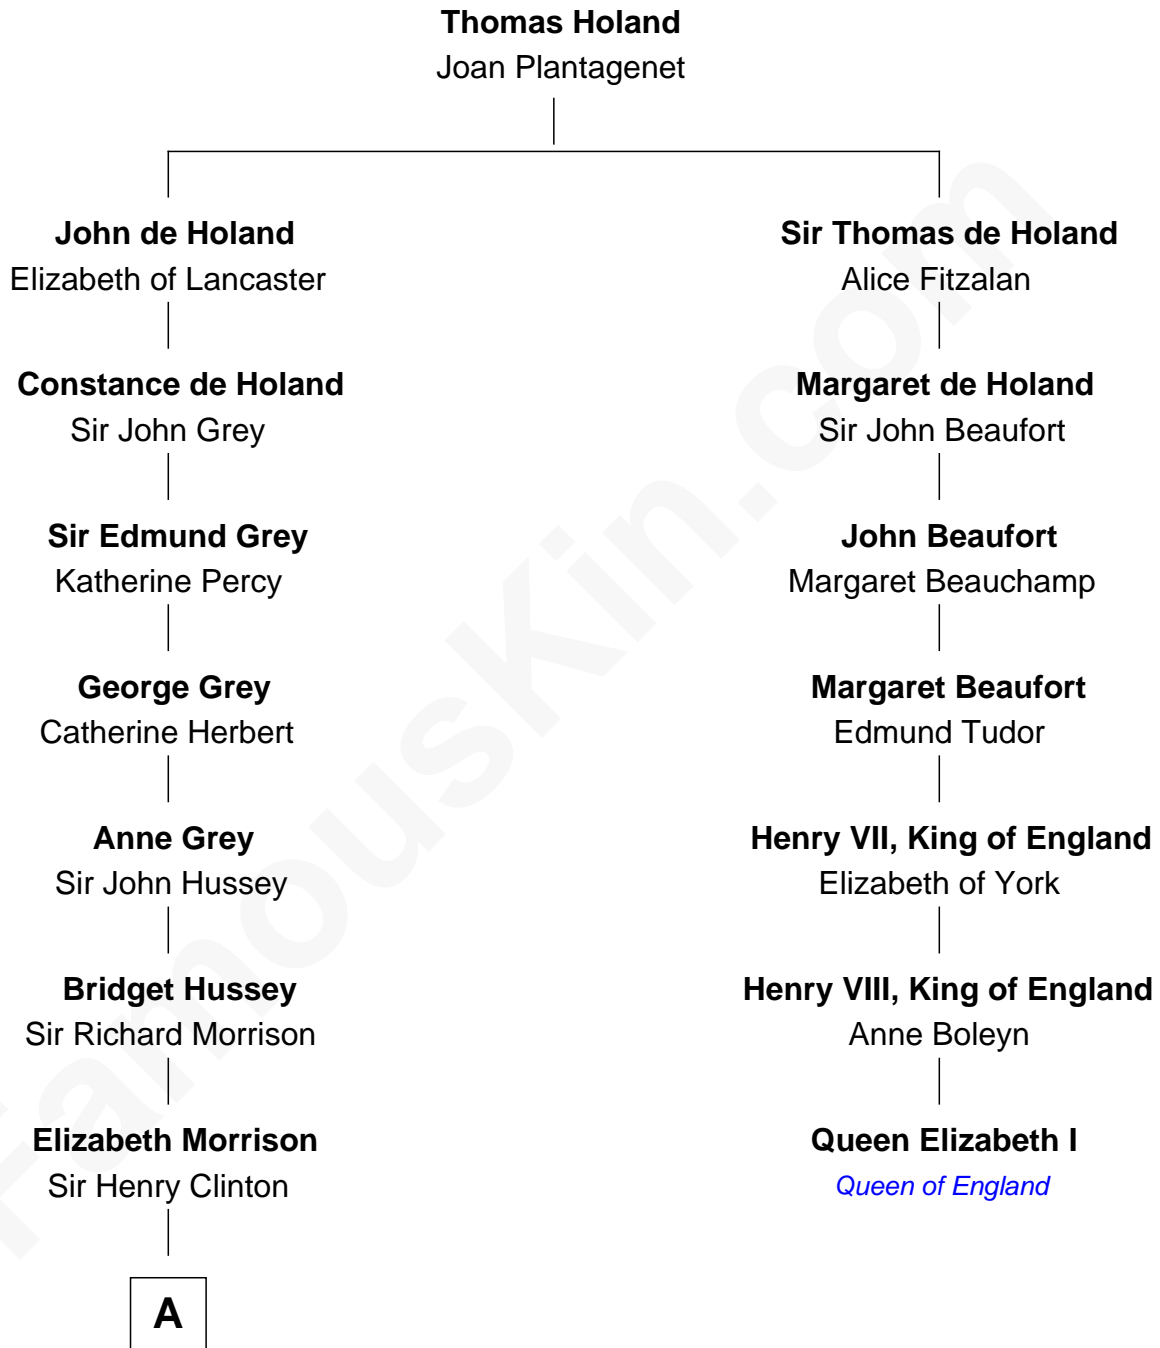 Thomas Holand
Joan Plantagenet
John de Holand
Elizabeth of Lancaster
Constance de Holand
Sir John Grey
Sir Edmund Grey
Katherine Percy
George Grey
Catherine Herbert
Anne Grey
Sir John Hussey
Bridget Hussey
Sir Richard Morrison
Elizabeth Morrison
Sir Henry Clinton
A
Sir Thomas de Holand
Alice Fitzalan
Margaret de Holand
Sir John Beaufort
John Beaufort
Margaret Beauchamp
Margaret Beaufort
Edmund Tudor
Henry VII, King of England
Elizabeth of York
Henry VIII, King of England
Anne Boleyn
Queen Elizabeth I
Queen of England
FamousKin.com